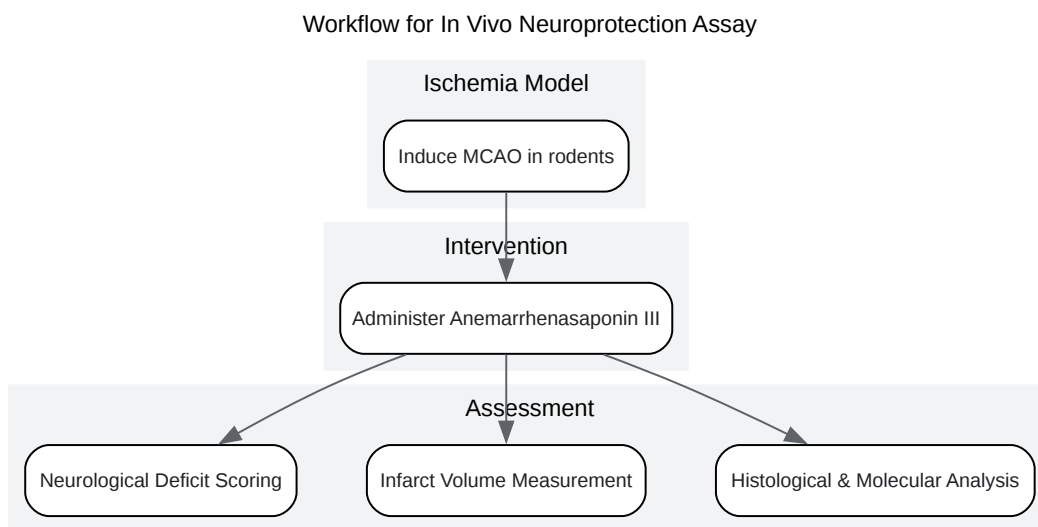 Workflow for In Vivo Neuroprotection Assay
Ischemia Model
Induce MCAO in rodents
Intervention
Administer Anemarrhenasaponin III
Assessment
Neurological Deficit Scoring
Infarct Volume Measurement
Histological & Molecular Analysis